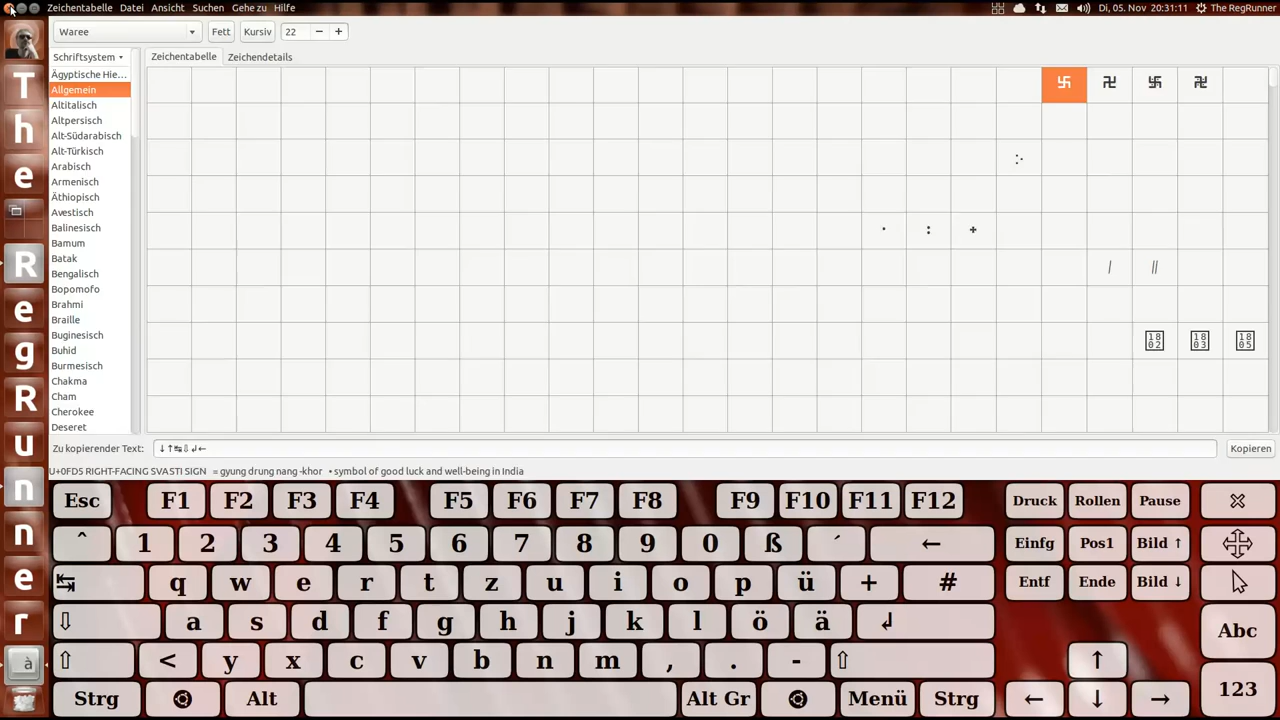 Zeichentabelle Datei Ansicht Suchen Gehe zu Hilfe Di, 05. Nov 20:31:11 The RegRunner
Waree Fett Kursiv 22 − +
Schriftsystem Zeichentabelle Zeichendetails
Ägyptische Hie...
Allgemein
Altitalisch
Altpersisch
Alt-Südarabisch
Alt-Türkisch
Arabisch
Armenisch
Äthiopisch
Avestisch
Balinesisch
Bamum
Batak
Bengalisch
Bopomofo
Brahmi
Braille
Buginesisch
Buhid
Burmesisch
Chakma
Cham
Cherokee
Deseret
࿕ ࿖ ࿗ ࿘
1802 1803 1805
Zu kopierender Text: ↓↑↹⇩↲← Kopieren
U+0FD5 RIGHT-FACING SVASTI SIGN = gyung drung nang -khor • symbol of good luck and well-being in India
T
h
e
R
e
g
R
u
n
n
e
r
à
Esc F1 F2 F3 F4 F5 F6 F7 F8 F9 F10 F11 F12 Druck Rollen Pause
^ 1 2 3 4 5 6 7 8 9 0 ß ´ ← Einfg Pos1 Bild ↑
↹ q w e r t z u i o p ü + # Entf Ende Bild ↓
⇩ a s d f g h j k l ö ä ↲ Abc
⇧ < y x c v b n m , . - ⇧ ↑
Strg Alt Alt Gr Menü Strg ← ↓ → 123